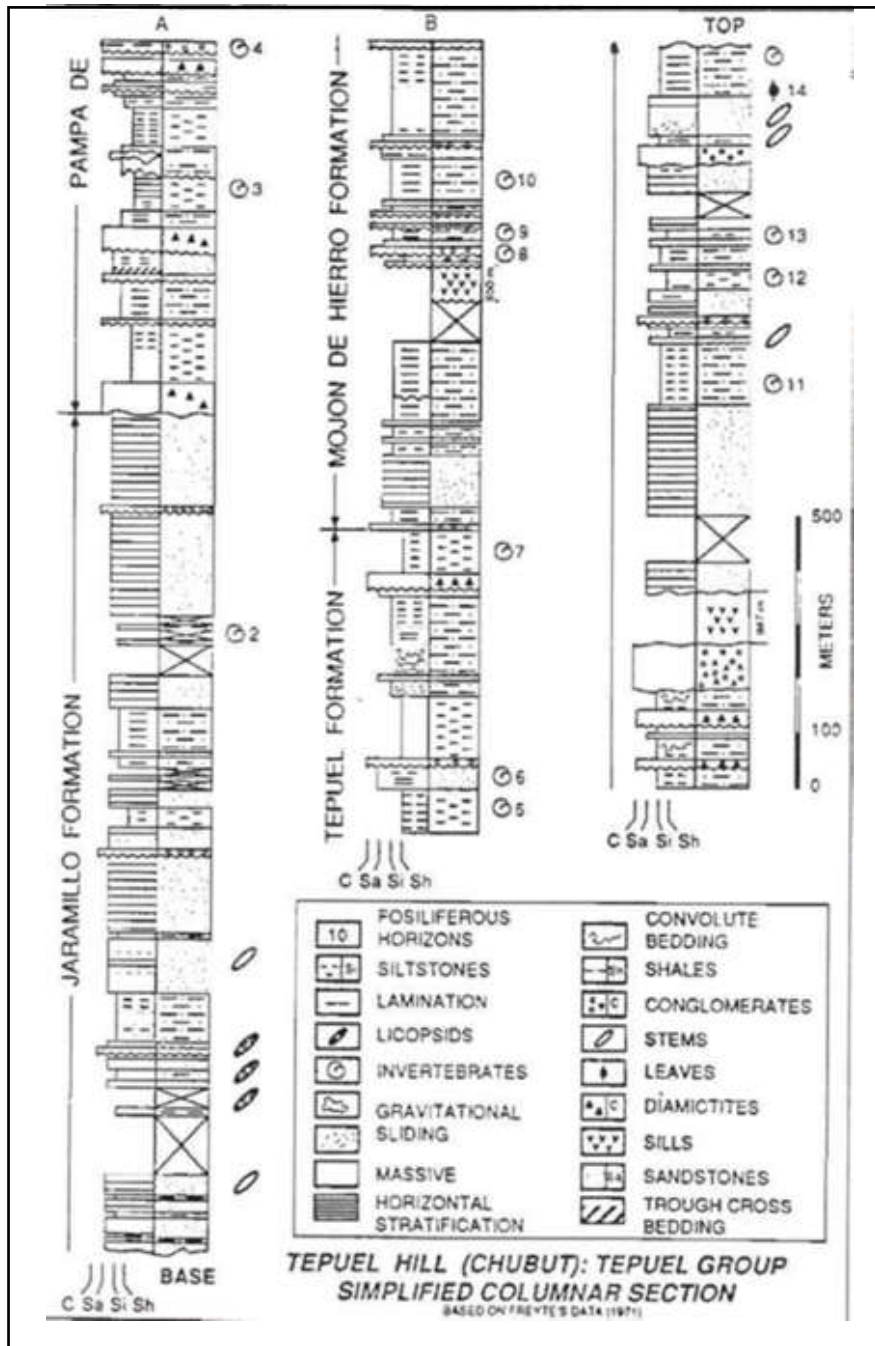 A
B
TOP
PAMPA DE
JARAMILLO FORMATION
4
3
2
C Sa Si Sh
BASE
MOJON DE HIERRO FORMATION
TEPUEL FORMATION
10
9
8
7
6
5
C Sa Si Sh
14
13
12
11
500
METERS
100
0
C Sa Si Sh
10
FOSILIFEROUS
HORIZONS
SILTSTONES
LAMINATION
LICOPSIDS
INVERTEBRATES
GRAVITATIONAL
SLIDING
MASSIVE
HORIZONTAL
STRATIFICATION
CONVOLUTE
BEDDING
SHALES
C CONGLOMERATES
STEMS
LEAVES
C DIAMICTITES
SILLS
SANDSTONES
TROUGH CROSS
BEDDING
TEPUEL HILL (CHUBUT): TEPUEL GROUP
SIMPLIFIED COLUMNAR SECTION
BASED ON FREYTE'S DATA (1971)